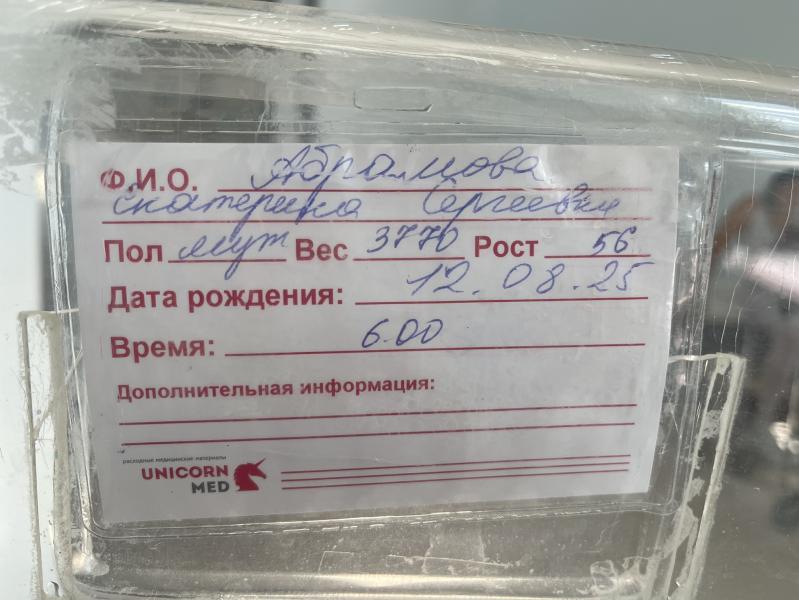 Ф.И.О. Абрамова
Екатерина Сергеевна
Пол муж Вес 3770 Рост 56
Дата рождения: 12.08.25
Время: 6.00
Дополнительная информация:
расходные медицинские материалы
UNICORN
MED